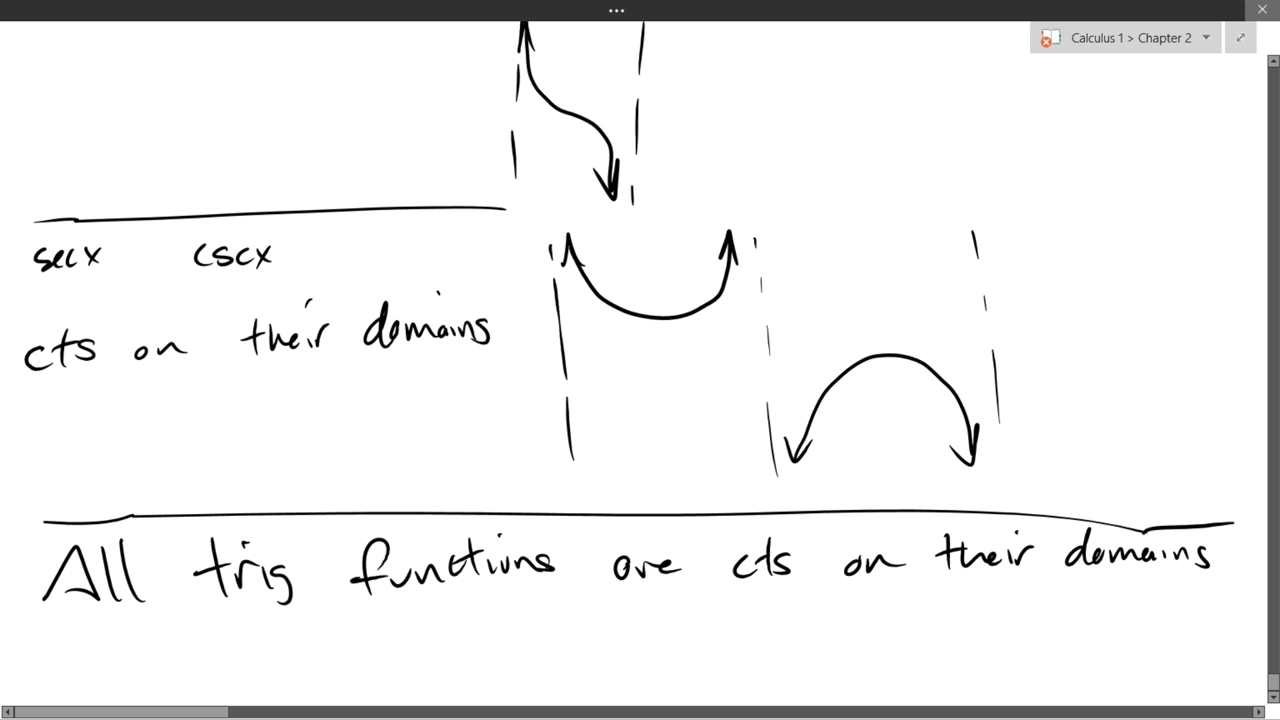 ...
Calculus 1 > Chapter 2
secx cscx
cts on their domains
All trig functions are cts on their domains